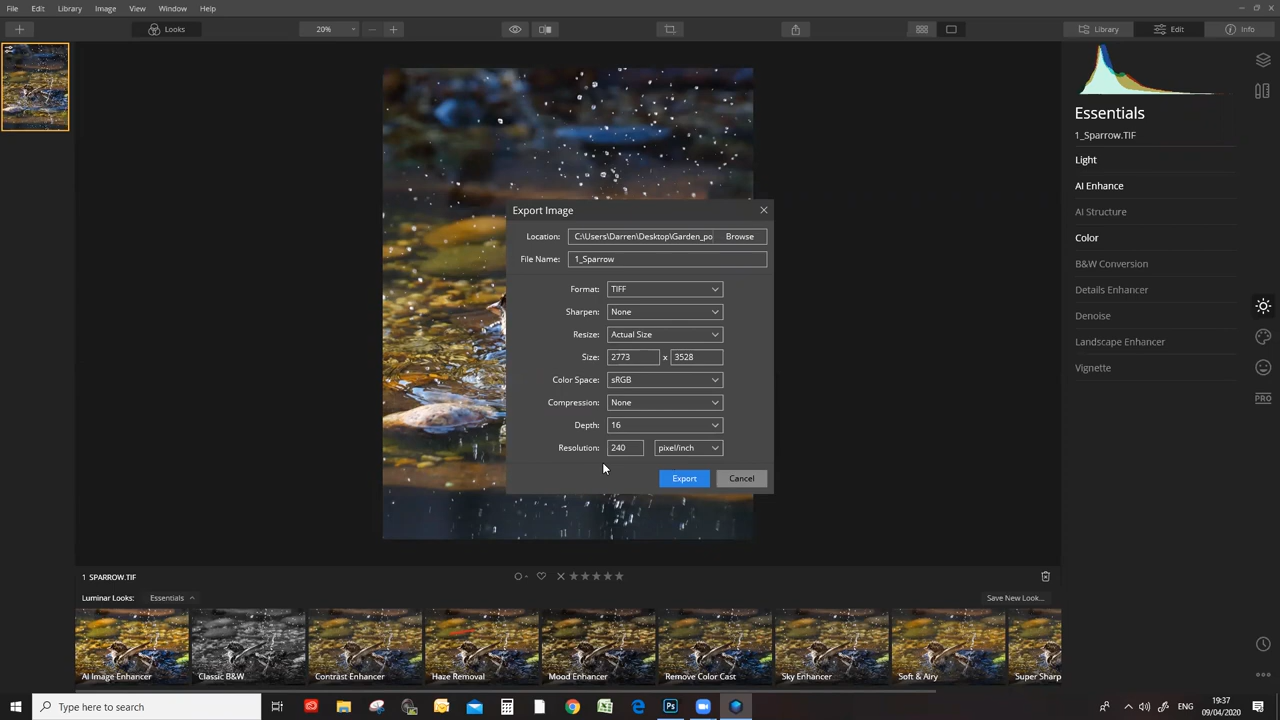 File Edit Library Image View Window Help
Looks 20% Library Edit Info
Essentials
1_Sparrow.TIF
Light
AI Enhance
AI Structure
Color
B&W Conversion
Details Enhancer
Denoise
Landscape Enhancer
Vignette
PRO
Export Image
Location: C:\Users\Darren\Desktop\Garden_po Browse
File Name: 1_Sparrow
Format: TIFF
Sharpen: None
Resize: Actual Size
Size: 2773 x 3528
Color Space: sRGB
Compression: None
Depth: 16
Resolution: 240 pixel/inch
Export Cancel
1 SPARROW.TIF
Luminar Looks: Essentials Save New Look...
AI Image Enhancer Classic B&W Contrast Enhancer Haze Removal Mood Enhancer Remove Color Cast Sky Enhancer Soft & Airy Super Sharp
Type here to search
Ps
19:37
09/04/2020